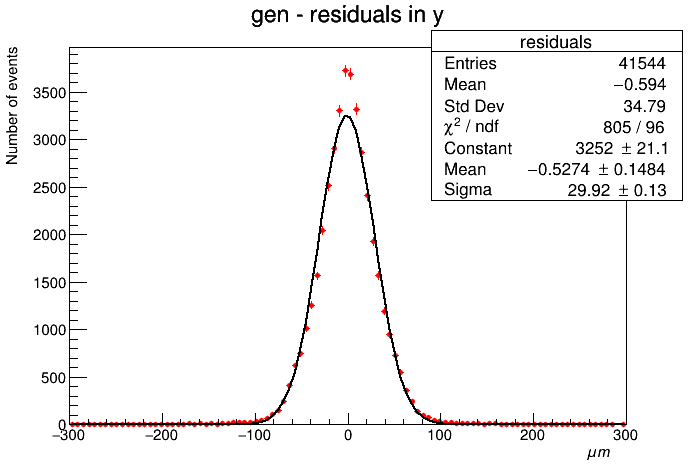 gen - residuals in y
residuals
Entries 41544
Mean −0.594
Std Dev 34.79
χ² / ndf 805 / 96
Constant 3252 ± 21.1
Mean −0.5274 ± 0.1484
Sigma 29.92 ± 0.13
Number of events
3500
3000
2500
2000
1500
1000
500
0
−300 −200 −100 0 100 200 300
μm